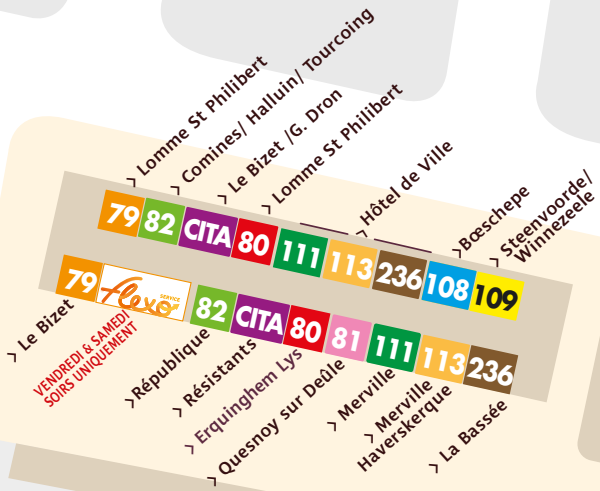 > Lomme St Philibert
> Comines/ Halluin/ Tourcoing
> Le Bizet /G. Dron
> Lomme St Philibert
> Hôtel de Ville
> Bœschepe
> Steenvoorde/
Winnezeele
79 82 CITA 80 111 113 236 108 109
79 flexo SERVICE 82 CITA 80 81 111 113 236
> Le Bizet
VENDREDI & SAMEDI
SOIRS UNIQUEMENT
> République
> Résistants
> Erquinghem Lys
> Quesnoy sur Deûle
> Merville
> Merville
Haverskerque
> La Bassée